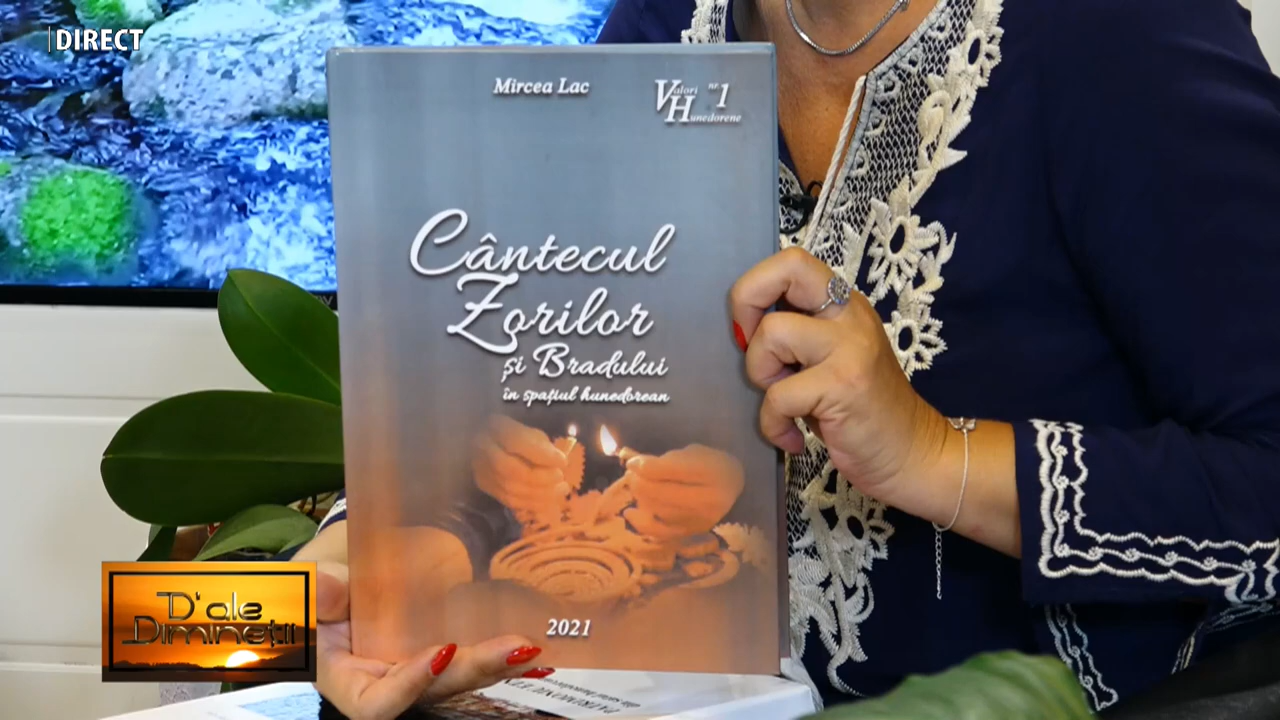 DIRECT
Mircea Lac
Valori nr. 1
Hunedorene
Cântecul
Zorilor
și Bradului
în spațiul hunedorean
2021
D'ale
Dimineții